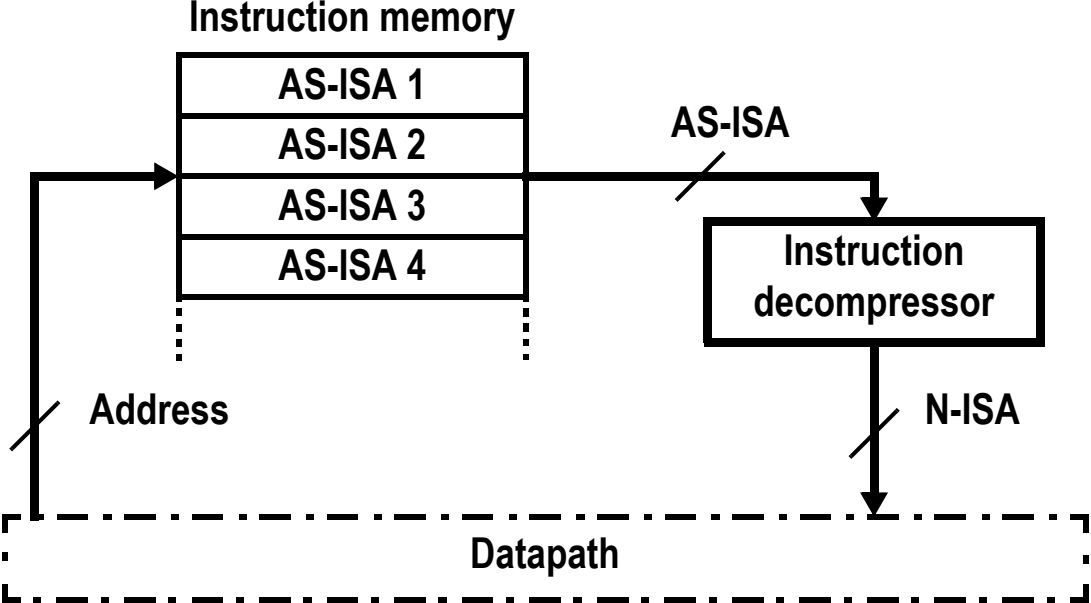 Instruction memory
AS-ISA 1
AS-ISA 2
AS-ISA 3
AS-ISA 4
AS-ISA
Instruction
decompressor
Address
N-ISA
Datapath